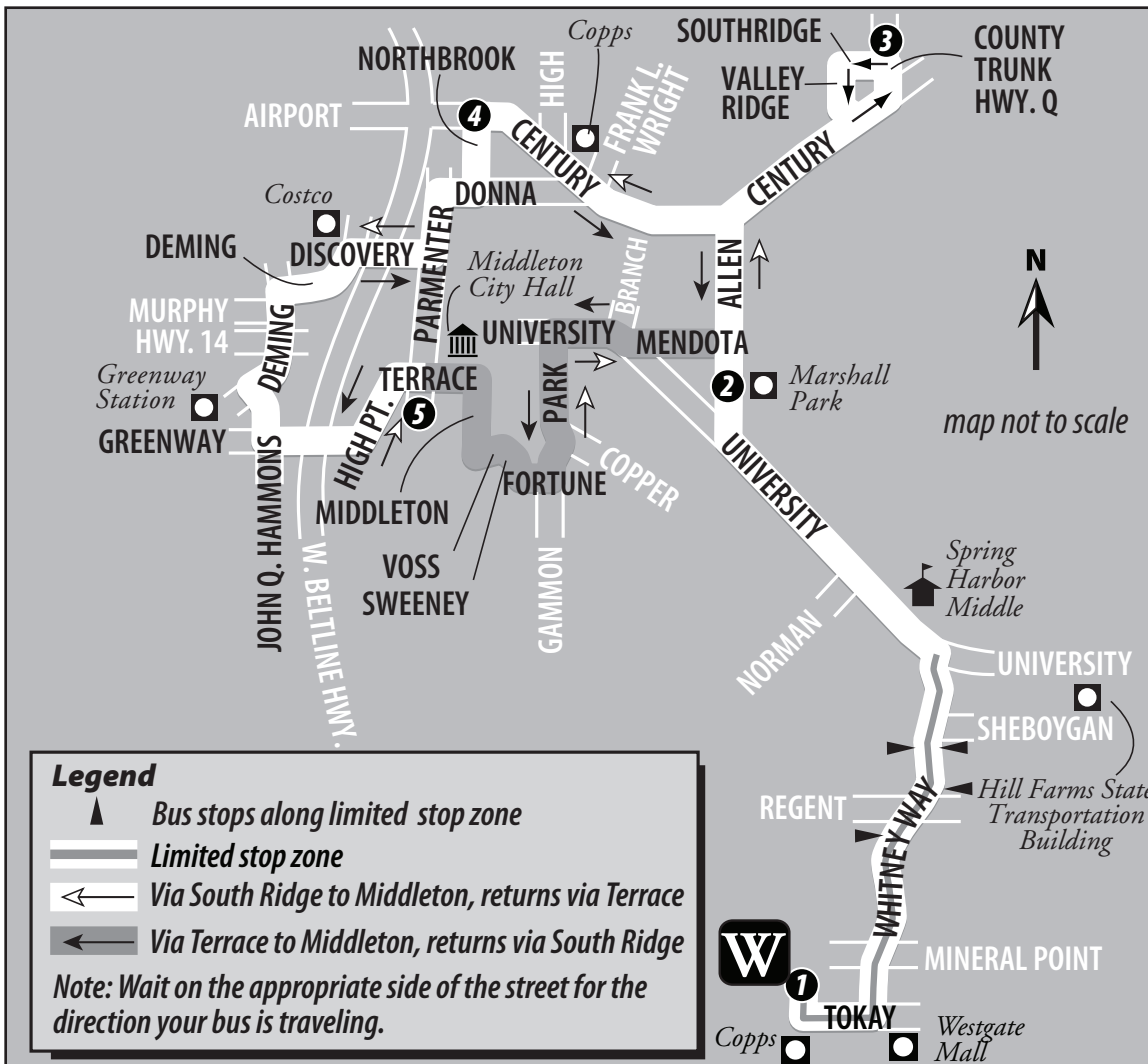 Copps
SOUTHRIDGE
3
COUNTY
TRUNK
HWY. Q
NORTHBROOK
HIGH
FRANK L.
WRIGHT
VALLEY
RIDGE
AIRPORT
4
CENTURY
CENTURY
Costco
DONNA
DEMING
DISCOVERY
PARMENTER
Middleton
City Hall
BRANCH
ALLEN
N
MURPHY
HWY. 14
DEMING
UNIVERSITY
MENDOTA
Greenway
Station
TERRACE
PARK
2
Marshall
Park
map not to scale
GREENWAY
HIGH PT.
5
COPPER
UNIVERSITY
JOHN Q. HAMMONS
MIDDLETON
FORTUNE
W. BELTLINE HWY.
VOSS
SWEENEY
GAMMON
NORMAN
Spring
Harbor
Middle
UNIVERSITY
SHEBOYGAN
REGENT
Hill Farms State
Transportation
Building
WHITNEY WAY
MINERAL POINT
W
1
TOKAY
Copps
Westgate
Mall
Legend
Bus stops along limited stop zone
Limited stop zone
Via South Ridge to Middleton, returns via Terrace
Via Terrace to Middleton, returns via South Ridge
Note: Wait on the appropriate side of the street for the
direction your bus is traveling.